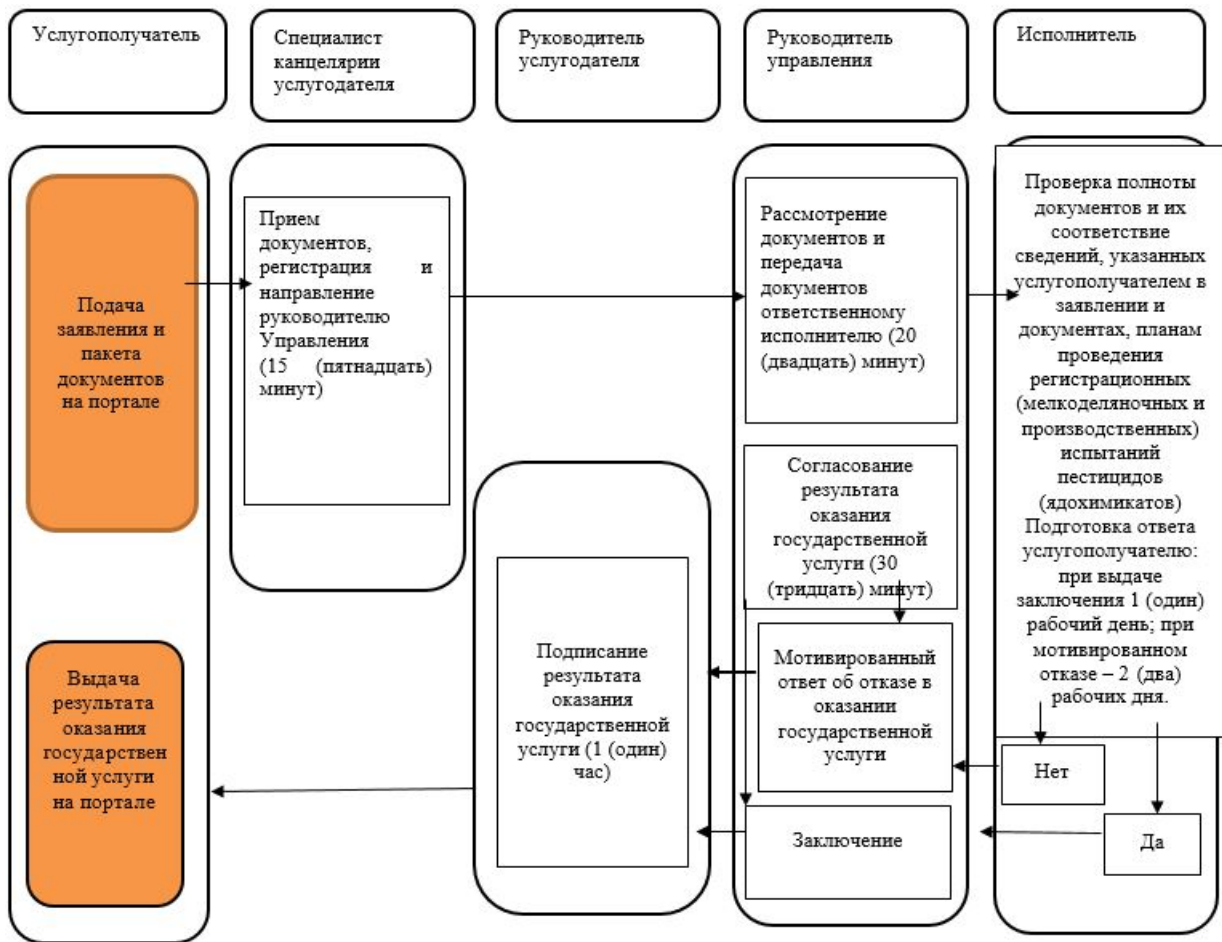 Услугополучатель
Специалист
канцелярии
услугодателя
Руководитель
услугодателя
Руководитель
управления
Исполнитель
Подача
заявления и
пакета
документов
на портале
Прием
документов,
регистрация и
направление
руководителю
Управления
(15 (пятнадцать)
минут)
Рассмотрение
документов и
передача
документов
ответственному
исполнителю (20
(двадцать) минут)
Проверка полноты
документов и их
соответствие
сведений, указанных
услугополучателем в
заявлении и
документах, планам
проведения
регистрационных
(мелкоделяночных и
производственных)
испытаний
пестицидов
(ядохимикатов)
Подготовка ответа
услугополучателю:
при выдаче
заключения 1 (один)
рабочий день; при
мотивированном
отказе – 2 (два)
рабочих дня.
Согласование
результата
оказания
государственной
услуги (30
(тридцать) минут)
Мотивированный
ответ об отказе в
оказании
государственной
услуги
Нет
Да
Заключение
Подписание
результата
оказания
государственной
услуги (1 (один)
час)
Выдача
результата
оказания
государствен
ной услуги
на портале